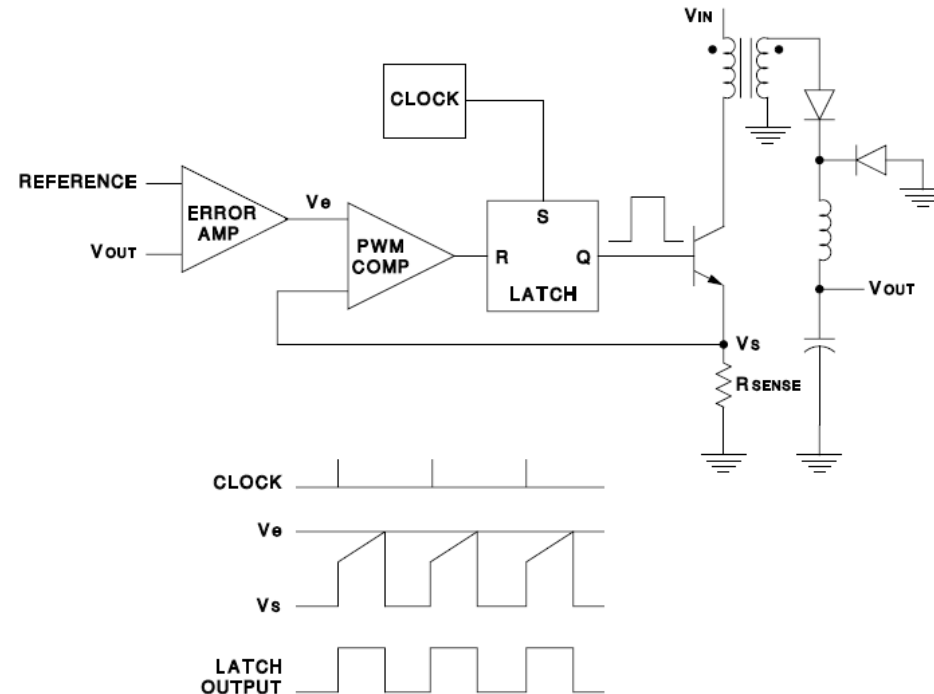 VIN
CLOCK
REFERENCE
VOUT
ERROR
AMP
Ve
PWM
COMP
S
R
Q
LATCH
VOUT
Vs
RSENSE
CLOCK
Ve
Vs
LATCH
OUTPUT